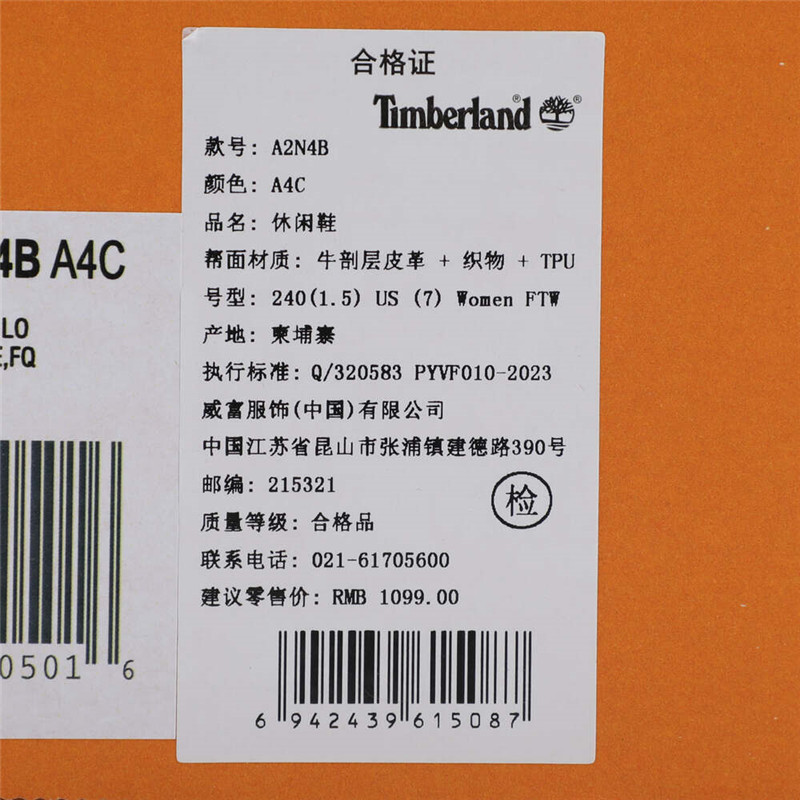 合格证
Timberland® ®
款号: A2N4B
颜色: A4C
品名: 休闲鞋
帮面材质: 牛剖层皮革 + 织物 + TPU
号型: 240(1.5) US (7) Women FTW
产地: 柬埔寨
执行标准: Q/320583 PYVF010-2023
威富服饰(中国)有限公司
中国江苏省昆山市张浦镇建德路390号
邮编: 215321
检
质量等级: 合格品
联系电话: 021-61705600
建议零售价: RMB 1099.00
6 942439 615087
4B A4C
LO
E,FQ
0501 6